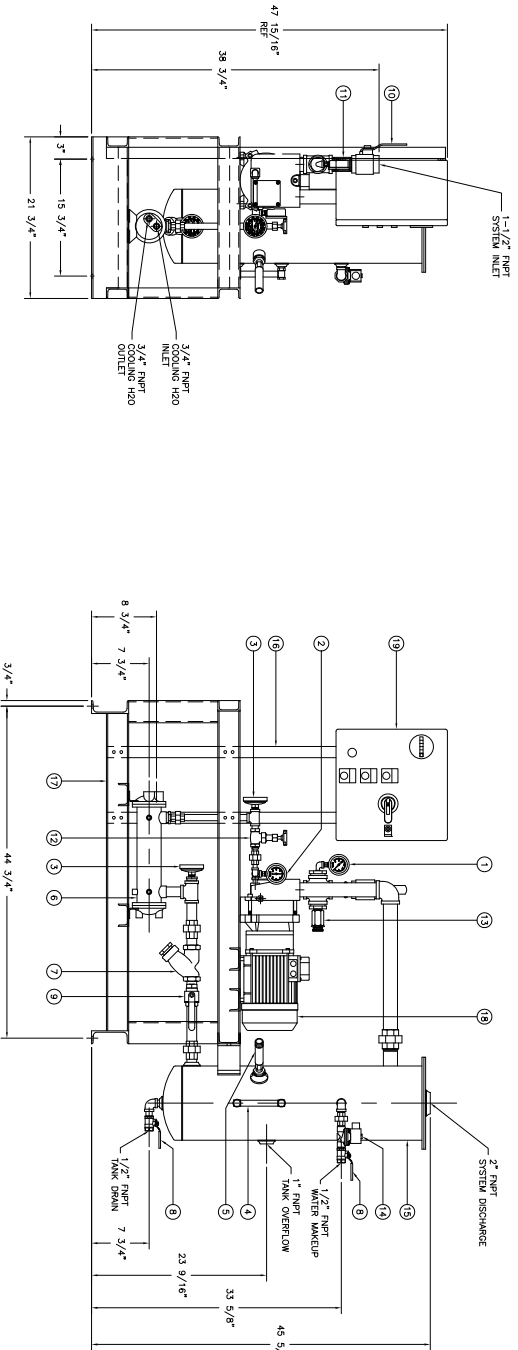 47 15/16"
REF
38 3/4"
11
10
1-1/2" FNPT
SYSTEM INLET
3"
15 3/4"
21 3/4"
3/4" FNPT
COOLING H2O
INLET
3/4" FNPT
COOLING H2O
OUTLET
8 3/4"
7 3/4"
3/4"
44 3/4"
19
16
3
2
1
12
3
13
17
6
7
9
18
5
4
5
8
14
15
8
2" FNPT
SYSTEM DISCHARGE
1/2" FNPT
WATER MAKEUP
1" FNPT
TANK OVERFLOW
1/2" FNPT
TANK DRAIN
7 3/4"
23 9/16"
33 5/8"
45